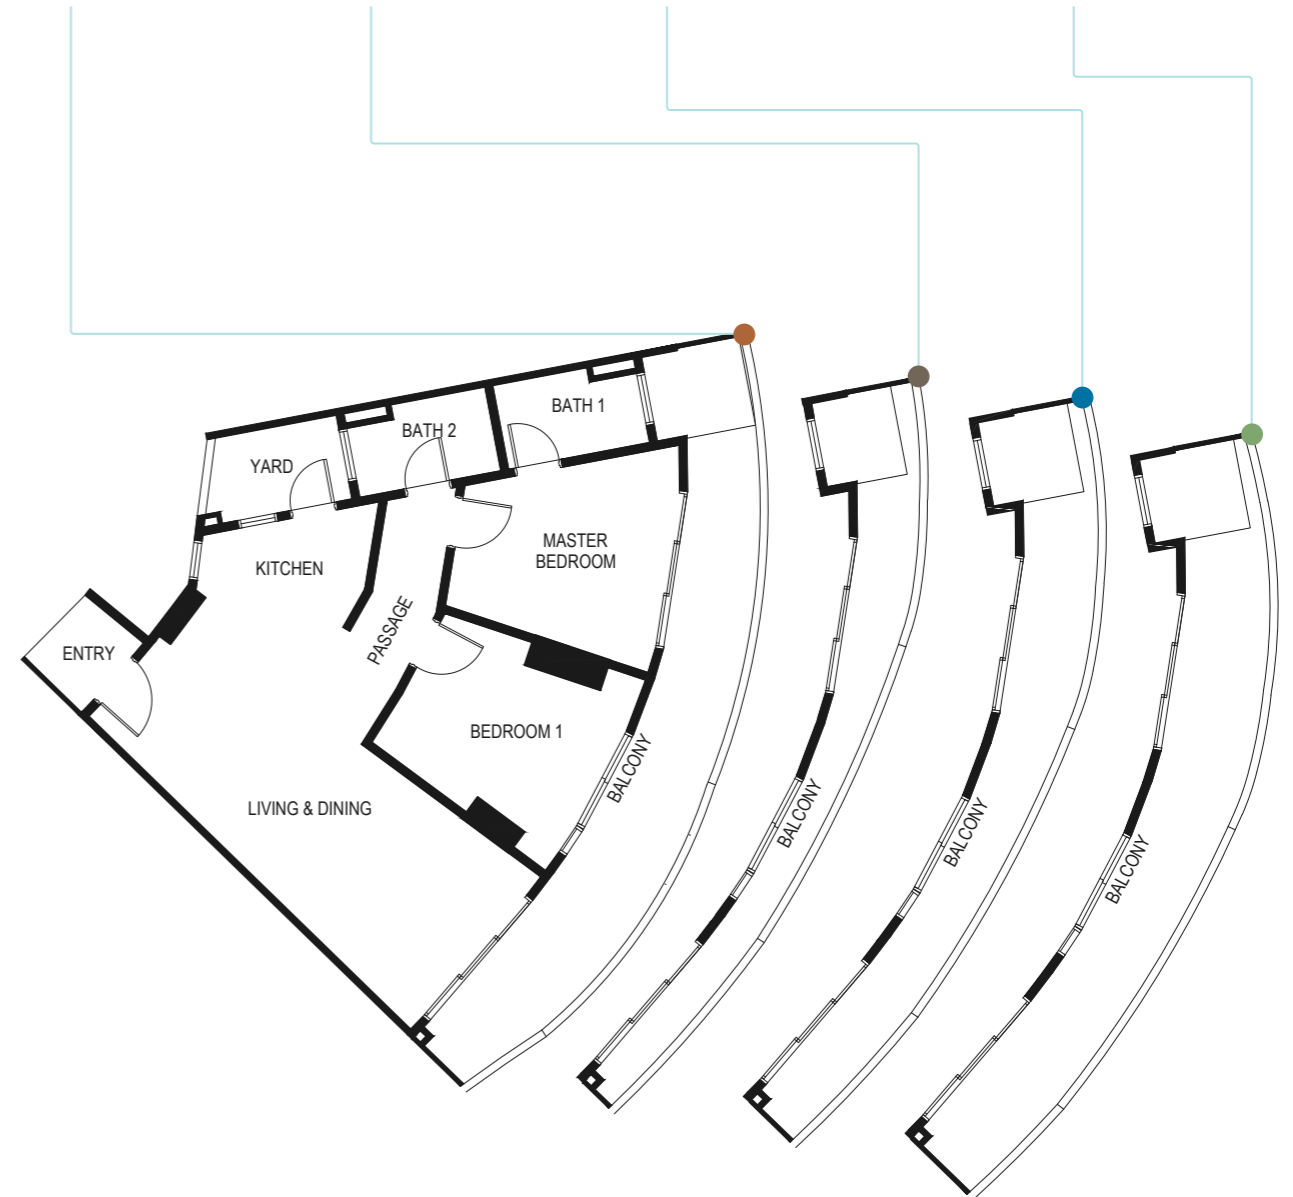 BATH 1
BATH 2
YARD
MASTER
BEDROOM
KITCHEN
PASSAGE
ENTRY
BEDROOM 1
BALCONY
LIVING & DINING
BALCONY
BALCONY
BALCONY